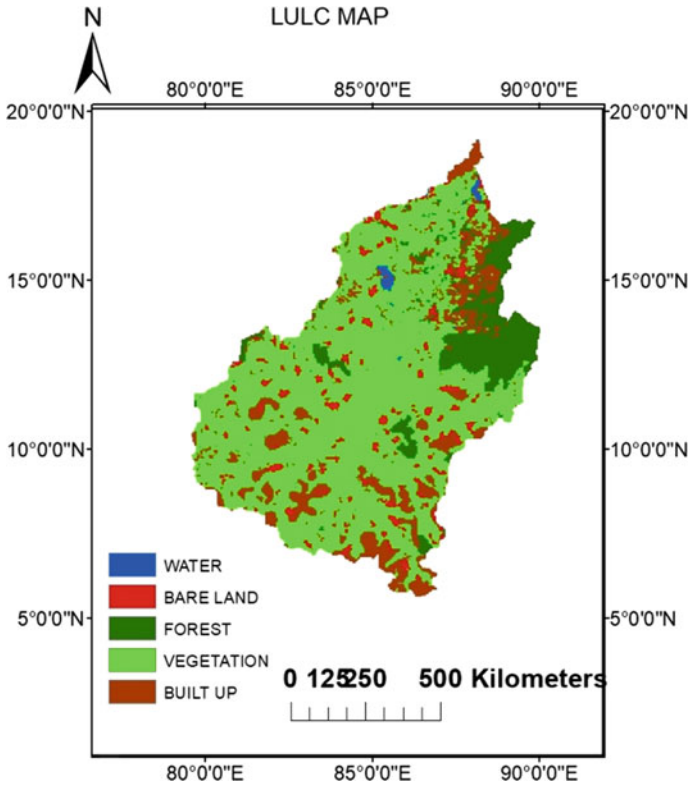 N
LULC MAP
80°0'0"E 85°0'0"E 90°0'0"E
20°0'0"N 20°0'0"N
15°0'0"N 15°0'0"N
10°0'0"N 10°0'0"N
WATER
BARE LAND
5°0'0"N 5°0'0"N
FOREST
VEGETATION
0 125250 500 Kilometers
BUILT UP
80°0'0"E 85°0'0"E 90°0'0"E